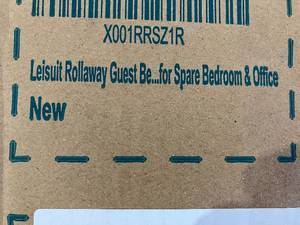 X001RRSZ1R
Leisuit Rollaway Guest Be...for Spare Bedroom & Office
New